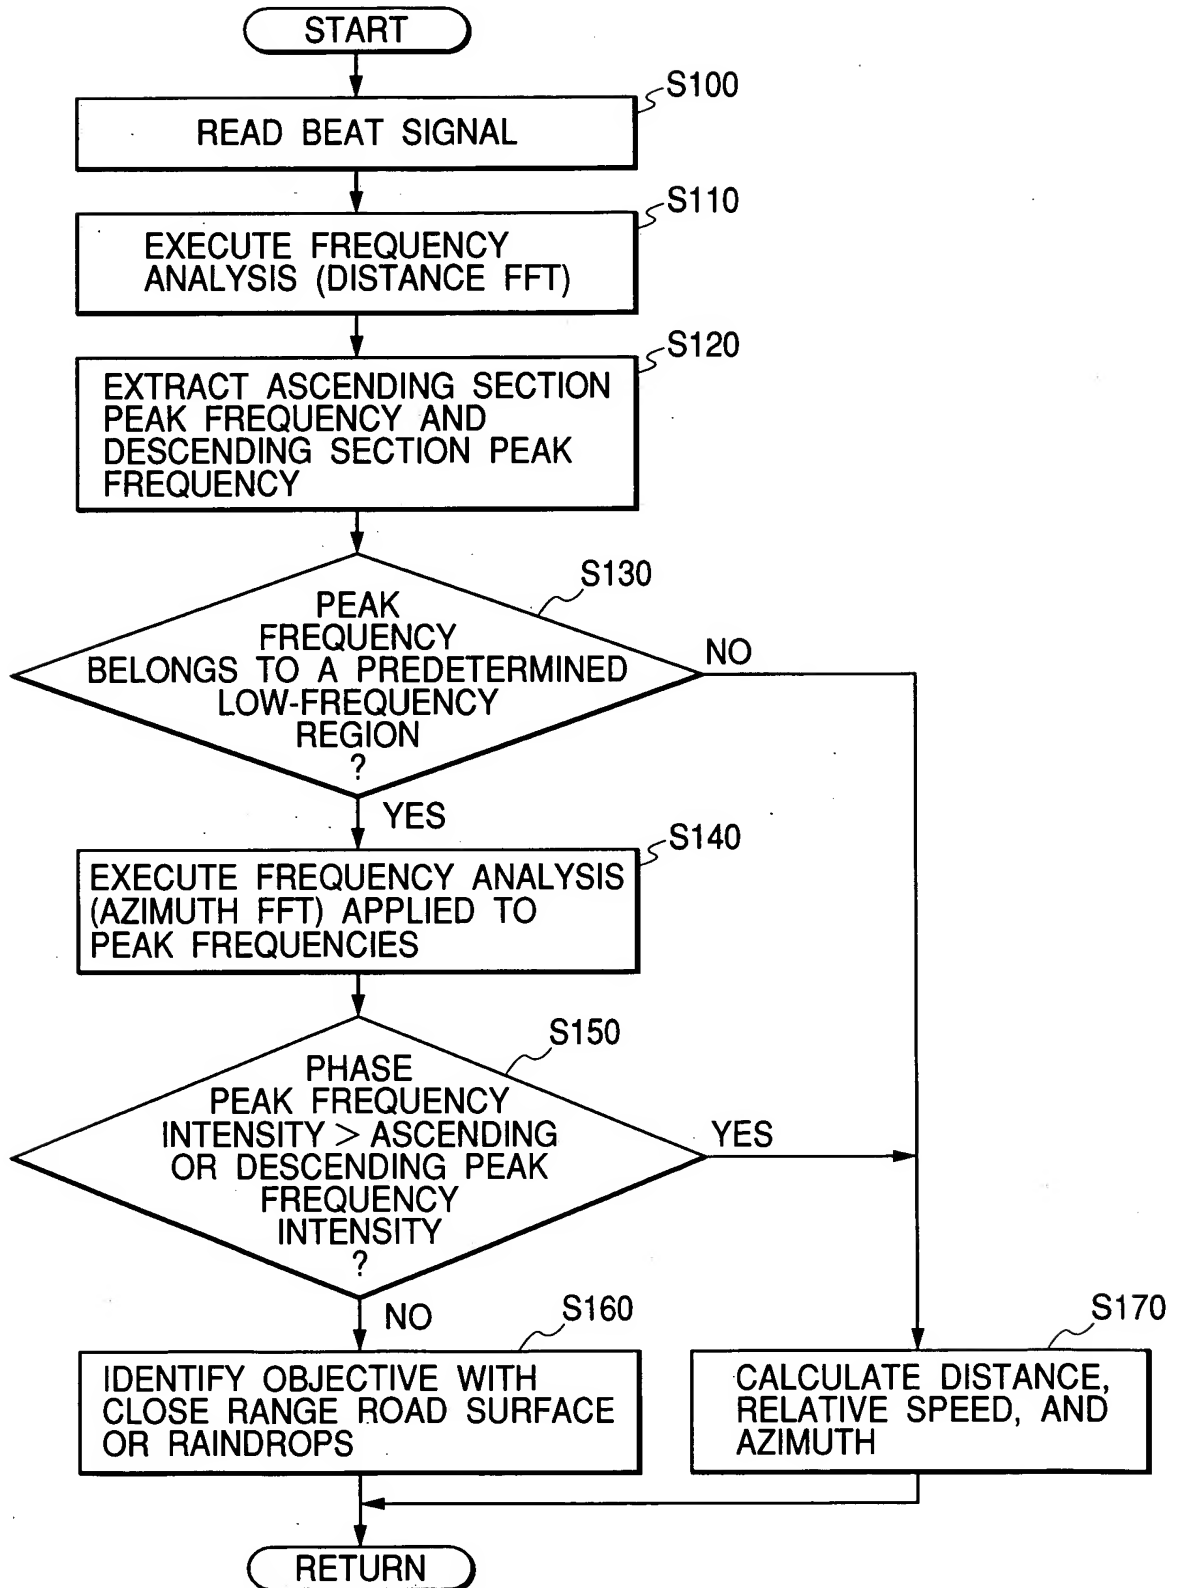 START
S100
READ BEAT SIGNAL
S110
EXECUTE FREQUENCY
ANALYSIS (DISTANCE FFT)
S120
EXTRACT ASCENDING SECTION
PEAK FREQUENCY AND
DESCENDING SECTION PEAK
FREQUENCY
S130
PEAK
FREQUENCY
BELONGS TO A PREDETERMINED
LOW-FREQUENCY
REGION
?
NO
YES
S140
EXECUTE FREQUENCY ANALYSIS
(AZIMUTH FFT) APPLIED TO
PEAK FREQUENCIES
S150
PHASE
PEAK FREQUENCY
INTENSITY > ASCENDING
OR DESCENDING PEAK
FREQUENCY
INTENSITY
?
YES
NO
S160
IDENTIFY OBJECTIVE WITH
CLOSE RANGE ROAD SURFACE
OR RAINDROPS
S170
CALCULATE DISTANCE,
RELATIVE SPEED, AND
AZIMUTH
RETURN